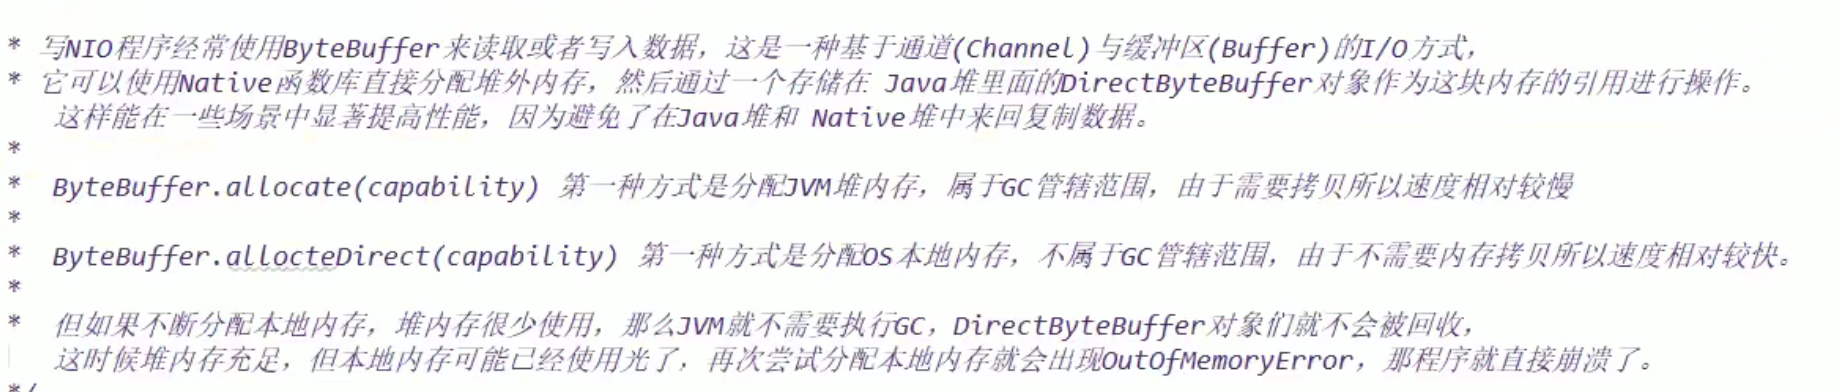 * 写NIO程序经常使用ByteBuffer来读取或者写入数据，这是一种基于通道(Channel)与缓冲区(Buffer)的I/O方式，
* 它可以使用Native函数库直接分配堆外内存，然后通过一个存储在 Java堆里面的DirectByteBuffer对象作为这块内存的引用进行操作。
这样能在一些场景中显著提高性能，因为避免了在Java堆和 Native堆中来回复制数据。
*
* ByteBuffer.allocate(capability) 第一种方式是分配JVM堆内存，属于GC管辖范围，由于需要拷贝所以速度相对较慢
*
* ByteBuffer.allocteDirect(capability) 第一种方式是分配OS本地内存，不属于GC管辖范围，由于不需要内存拷贝所以速度相对较快。
*
* 但如果不断分配本地内存，堆内存很少使用，那么JVM就不需要执行GC，DirectByteBuffer对象们就不会被回收，
这时候堆内存充足，但本地内存可能已经使用光了，再次尝试分配本地内存就会出现OutOfMemoryError，那程序就直接崩溃了。
*/